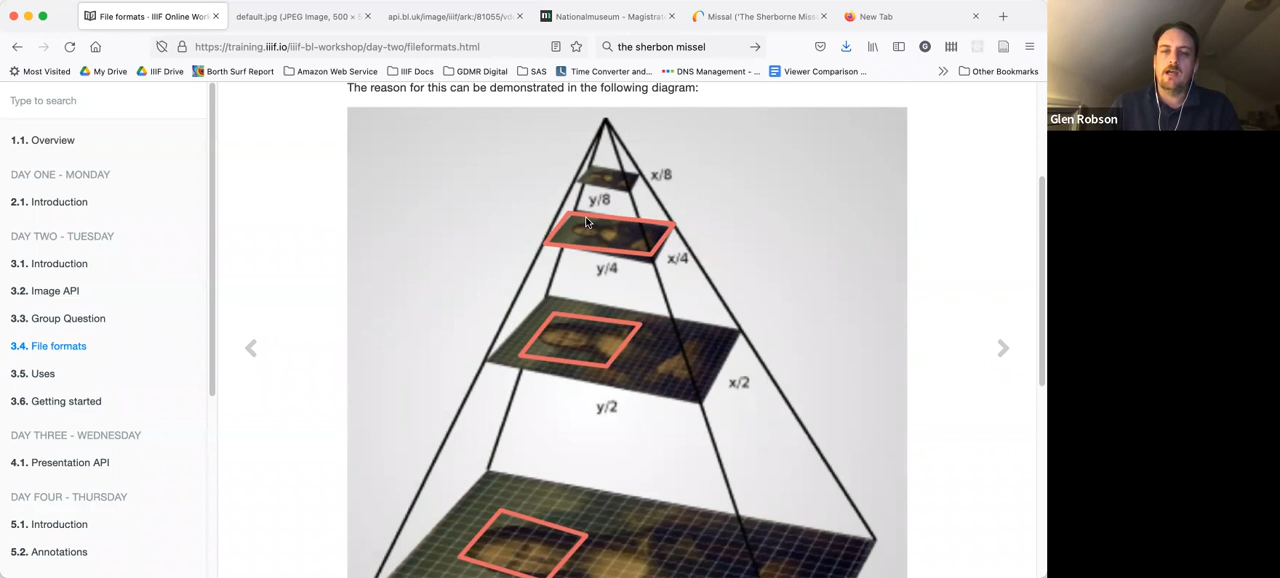 File formats - IIIF Online Wor
default.jpg (JPEG Image, 500 × 5
api.bl.uk/image/iiif/ark:/81055/vd
Nationalmuseum - Magistrat
Missal ('The Sherborne Miss
New Tab
https://training.iiif.io/iiif-bl-workshop/day-two/fileformats.html
the sherbon missel
Most Visited
My Drive
IIIF Drive
Borth Surf Report
Amazon Web Service
IIIF Docs
GDMR Digital
SAS
Time Converter and...
DNS Management - ...
Viewer Comparison ...
Other Bookmarks
Type to search
1.1. Overview
DAY ONE - MONDAY
2.1. Introduction
DAY TWO - TUESDAY
3.1. Introduction
3.2. Image API
3.3. Group Question
3.4. File formats
3.5. Uses
3.6. Getting started
DAY THREE - WEDNESDAY
4.1. Presentation API
DAY FOUR - THURSDAY
5.1. Introduction
5.2. Annotations
The reason for this can be demonstrated in the following diagram:
x/8
y/8
x/4
y/4
x/2
y/2
Glen Robson